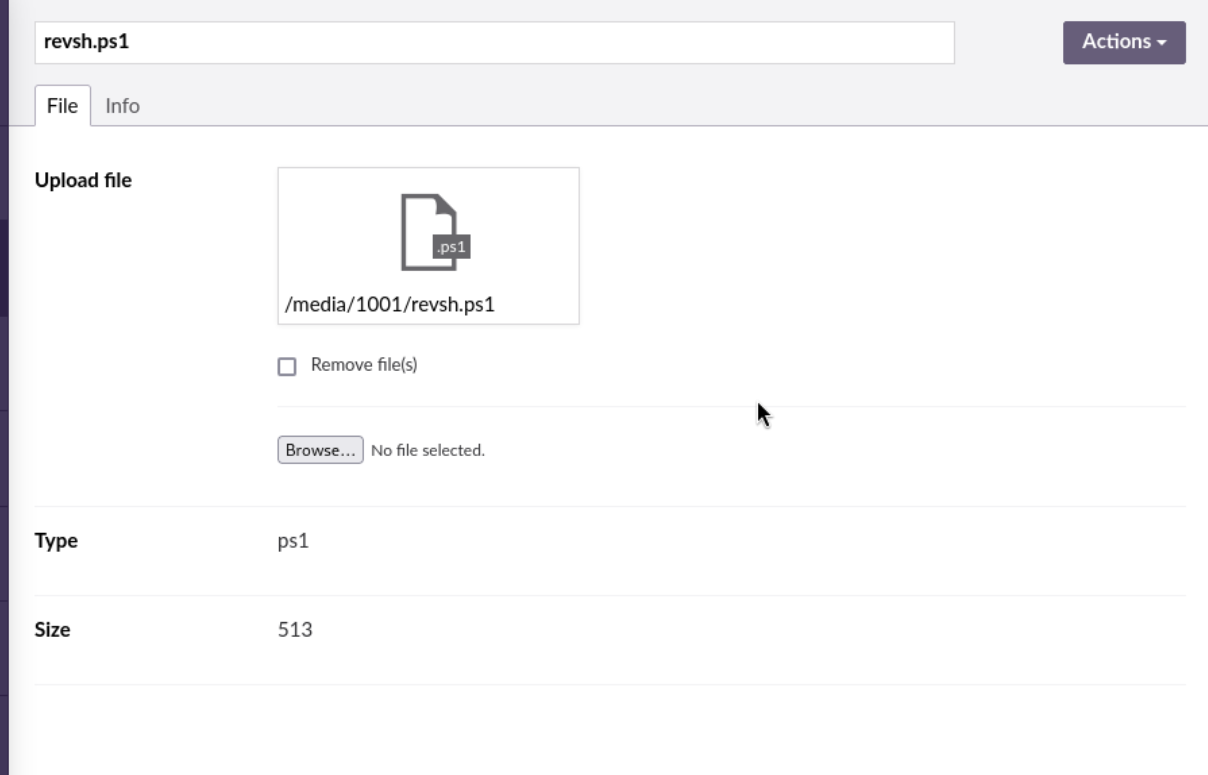 revsh.ps1
Actions
File Info
Upload file
.ps1
/media/1001/revsh.ps1
Remove file(s)
Browse... No file selected.
Type ps1
Size 513